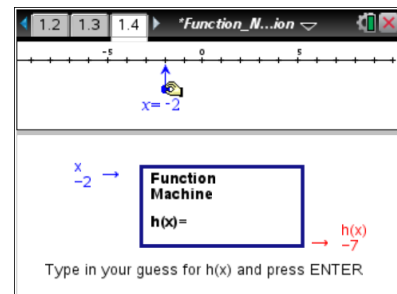 1.2 1.3 1.4 *Function_N...ion
-5 0 5
x= -2
x
-2
Function
Machine
h(x)=
h(x)
-7
Type in your guess for h(x) and press ENTER